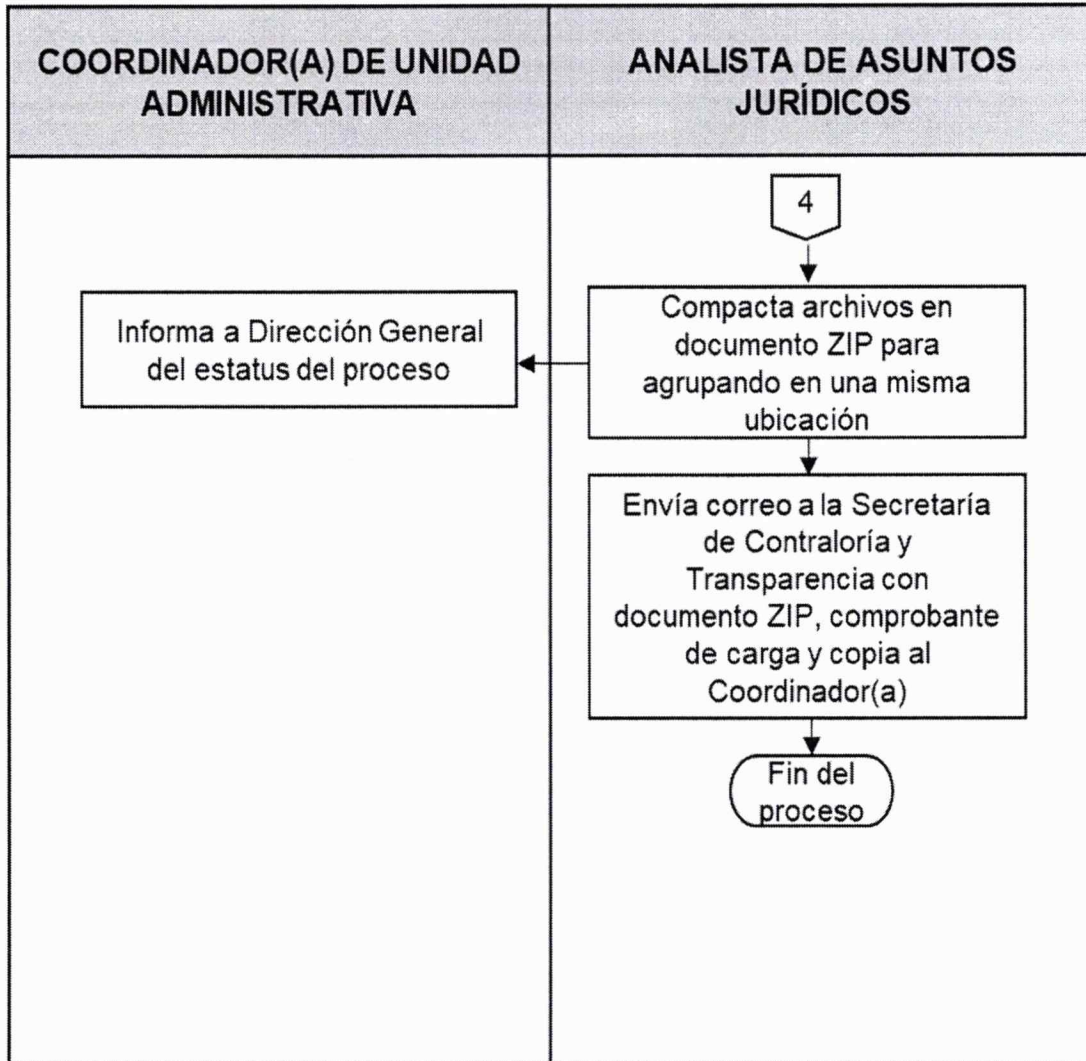 COORDINADOR(A) DE UNIDAD
ADMINISTRATIVA
ANALISTA DE ASUNTOS
JURÍDICOS
4
Compacta archivos en
documento ZIP para
agrupando en una misma
ubicación
Informa a Dirección General
del estatus del proceso
Envía correo a la Secretaría
de Contraloría y
Transparencia con
documento ZIP, comprobante
de carga y copia al
Coordinador(a)
Fin del
proceso